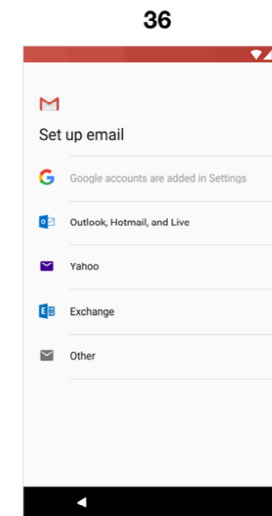 36
Set up email
Google accounts are added in Settings
Outlook, Hotmail, and Live
Yahoo
Exchange
Other